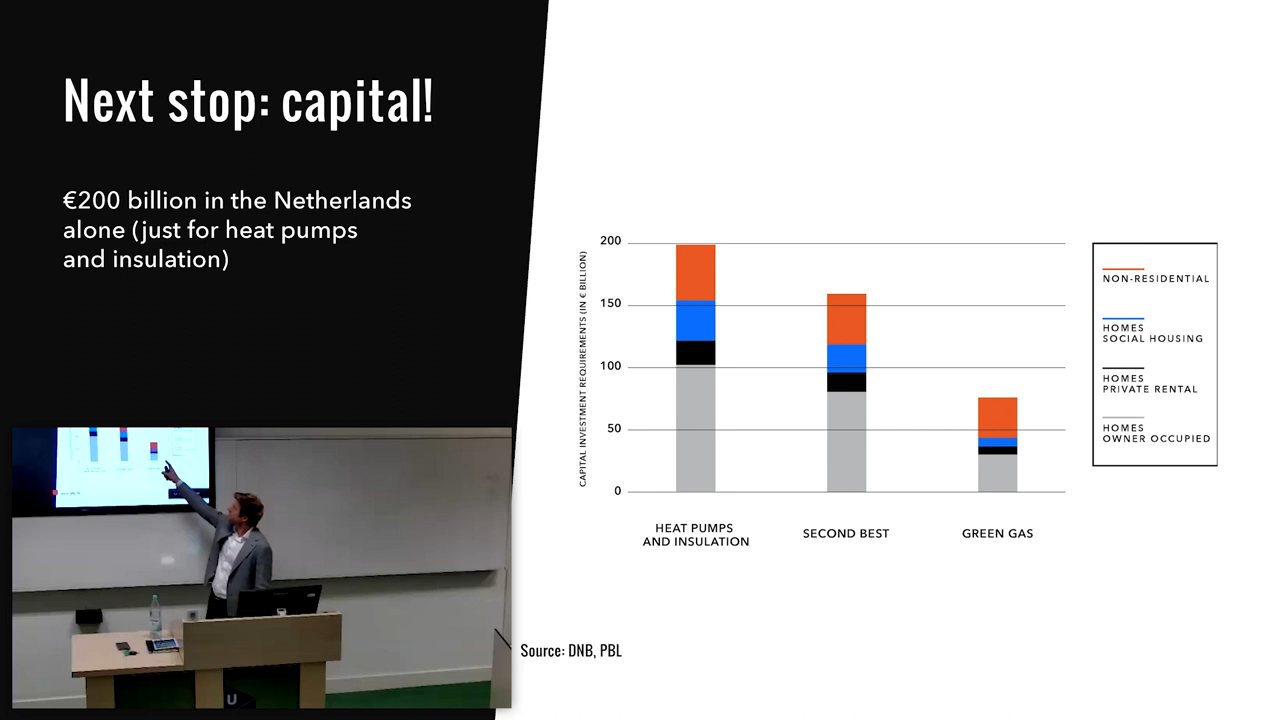 Next stop: capital!
€200 billion in the Netherlands
alone (just for heat pumps
and insulation)
CAPITAL INVESTMENT REQUIREMENTS (IN € BILLION)
200
150
100
50
0
HEAT PUMPS
AND INSULATION
SECOND BEST
GREEN GAS
NON-RESIDENTIAL
HOMES
SOCIAL HOUSING
HOMES
PRIVATE RENTAL
HOMES
OWNER OCCUPIED
Source: DNB, PBL
U